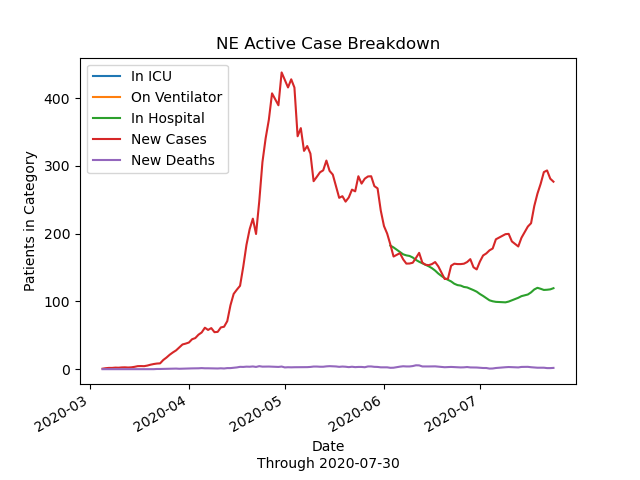 NE Active Case Breakdown
In ICU
On Ventilator
In Hospital
New Cases
New Deaths
Patients in Category
400
300
200
100
0
2020-03
2020-04
2020-05
2020-06
2020-07
Date
Through 2020-07-30